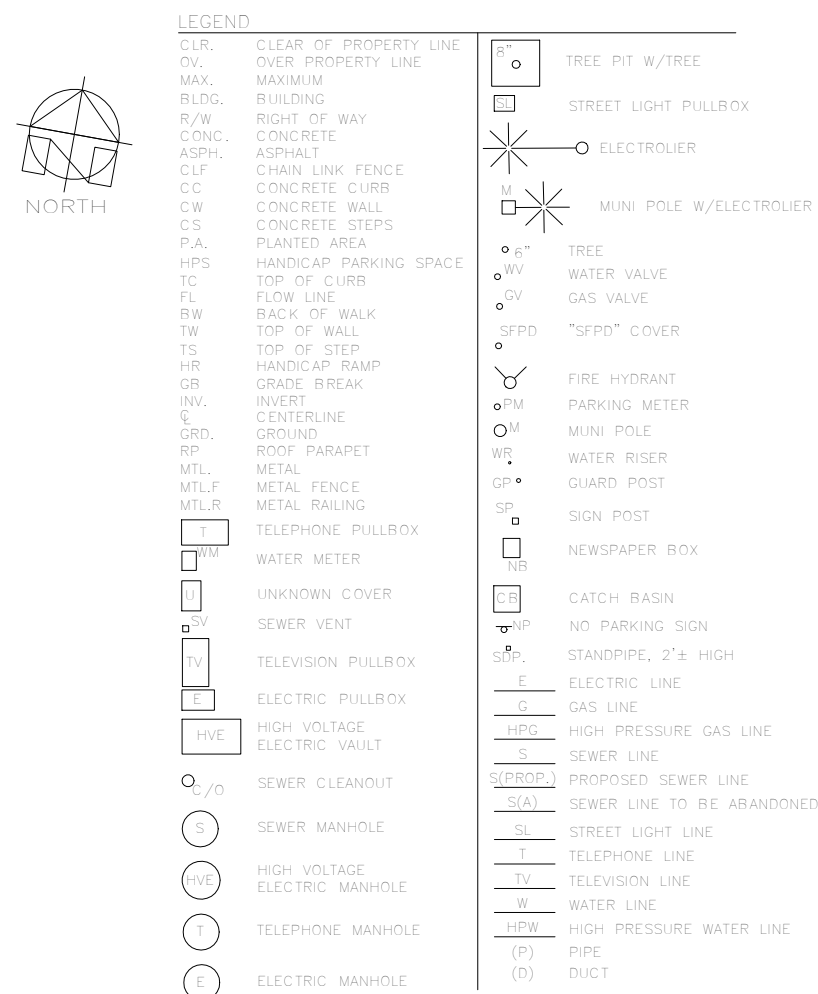 LEGEND
NORTH
CLR. CLEAR OF PROPERTY LINE
OV. OVER PROPERTY LINE
MAX. MAXIMUM
BLDG. BUILDING
R/W RIGHT OF WAY
CONC. CONCRETE
ASPH. ASPHALT
CLF CHAIN LINK FENCE
CC CONCRETE CURB
CW CONCRETE WALL
CS CONCRETE STEPS
P.A. PLANTED AREA
HPS HANDICAP PARKING SPACE
TC TOP OF CURB
FL FLOW LINE
BW BACK OF WALK
TW TOP OF WALL
TS TOP OF STEP
HR HANDICAP RAMP
GB GRADE BREAK
INV. INVERT
℄ CENTERLINE
GRD. GROUND
RP ROOF PARAPET
MTL. METAL
MTL.F METAL FENCE
MTL.R METAL RAILING
T TELEPHONE PULLBOX
WM WATER METER
U UNKNOWN COVER
SV SEWER VENT
TV TELEVISION PULLBOX
E ELECTRIC PULLBOX
HVE HIGH VOLTAGE
ELECTRIC VAULT
C/O SEWER CLEANOUT
S SEWER MANHOLE
HVE HIGH VOLTAGE
ELECTRIC MANHOLE
T TELEPHONE MANHOLE
E ELECTRIC MANHOLE
8" TREE PIT W/TREE
SL STREET LIGHT PULLBOX
ELECTROLIER
M MUNI POLE W/ELECTROLIER
6" TREE
WV WATER VALVE
GV GAS VALVE
SFPD "SFPD" COVER
FIRE HYDRANT
PM PARKING METER
M MUNI POLE
WR WATER RISER
GP GUARD POST
SP SIGN POST
NB NEWSPAPER BOX
CB CATCH BASIN
NP NO PARKING SIGN
SDP. STANDPIPE, 2'± HIGH
E ELECTRIC LINE
G GAS LINE
HPG HIGH PRESSURE GAS LINE
S SEWER LINE
S(PROP.) PROPOSED SEWER LINE
S(A) SEWER LINE TO BE ABANDONED
SL STREET LIGHT LINE
T TELEPHONE LINE
TV TELEVISION LINE
W WATER LINE
HPW HIGH PRESSURE WATER LINE
(P) PIPE
(D) DUCT